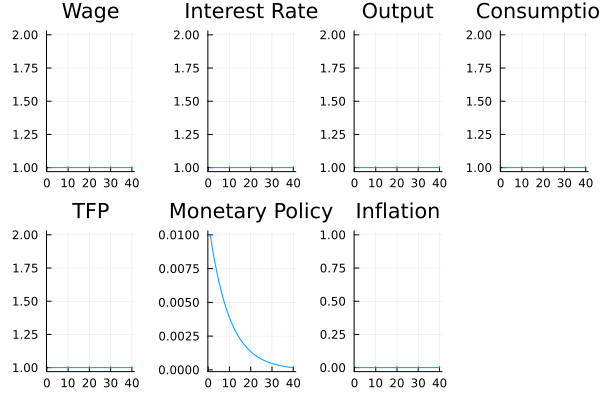 Wage Interest Rate Output Consumptio
2.00 2.00 2.00 2.00
1.75 1.75 1.75 1.75
1.50 1.50 1.50 1.50
1.25 1.25 1.25 1.25
1.00 1.00 1.00 1.00
0 10 20 30 40 0 10 20 30 40 0 10 20 30 40 0 10 20 30 40
TFP Monetary Policy Inflation
2.00 0.0100 1.00
1.75 0.0075 0.75
1.50 0.0050 0.50
1.25 0.0025 0.25
1.00 0.0000 0.00
0 10 20 30 40 0 10 20 30 40 0 10 20 30 40